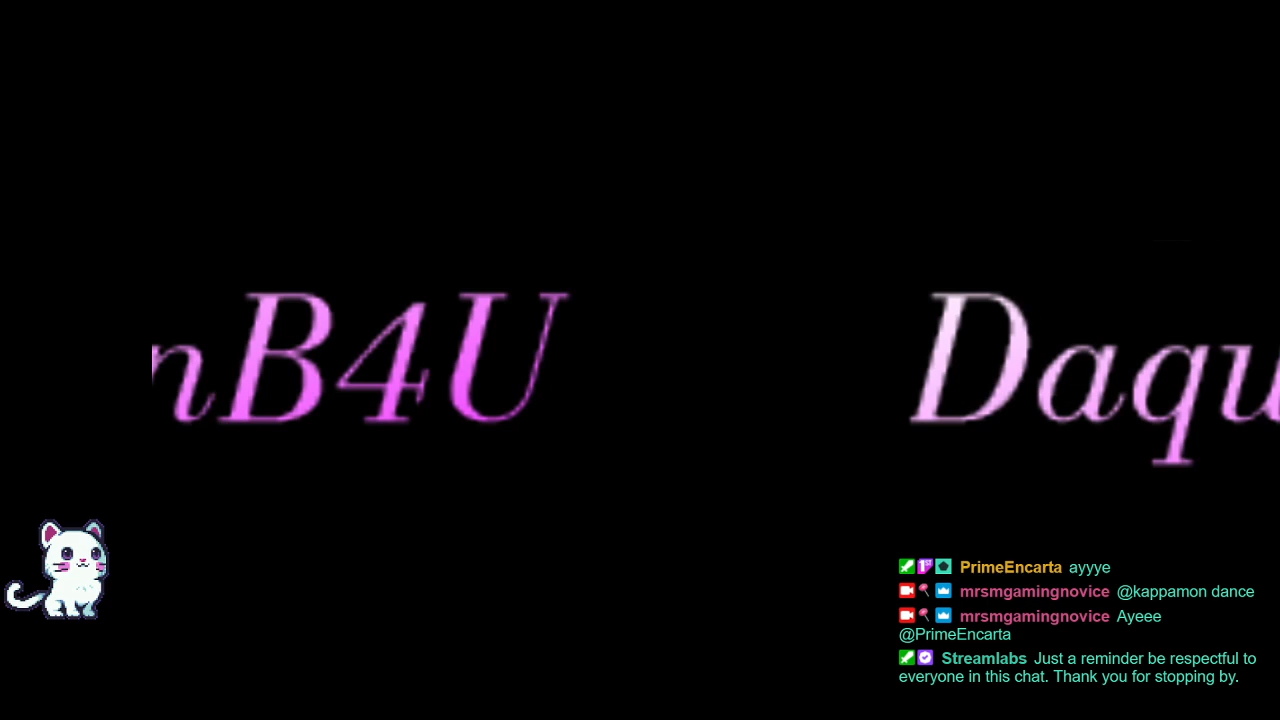 nB4U Daqu
PrimeEncarta ayyye
mrsmgamingnovice @kappamon dance
mrsmgamingnovice Ayeee
@PrimeEncarta
Streamlabs Just a reminder be respectful to
everyone in this chat. Thank you for stopping by.